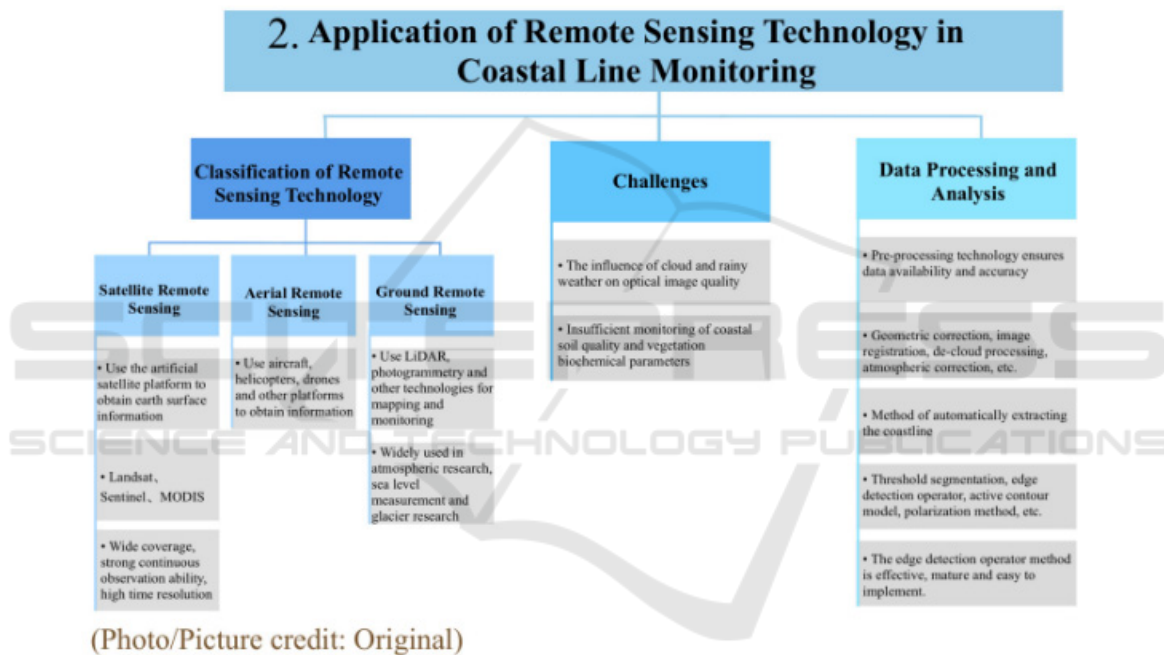 2. Application of Remote Sensing Technology in
Coastal Line Monitoring
Classification of Remote
Sensing Technology
Satellite Remote
Sensing
• Use the artificial
satellite platform to
obtain earth surface
information
• Landsat、
Sentinel、MODIS
• Wide coverage,
strong continuous
observation ability,
high time resolution
Aerial Remote
Sensing
• Use aircraft,
helicopters, drones
and other platforms
to obtain information
Ground Remote
Sensing
• Use LiDAR,
photogrammetry and
other technologies for
mapping and
monitoring
• Widely used in
atmospheric research,
sea level
measurement and
glacier research
Challenges
• The influence of cloud and rainy
weather on optical image quality
• Insufficient monitoring of coastal
soil quality and vegetation
biochemical parameters
Data Processing and
Analysis
• Pre-processing technology ensures
data availability and accuracy
• Geometric correction, image
registration, de-cloud processing,
atmospheric correction, etc.
• Method of automatically extracting
the coastline
• Threshold segmentation, edge
detection operator, active contour
model, polarization method, etc.
• The edge detection operator method
is effective, mature and easy to
implement.
SCITEPRESS
SCIENCE AND TECHNOLOGY PUBLICATIONS
(Photo/Picture credit: Original)